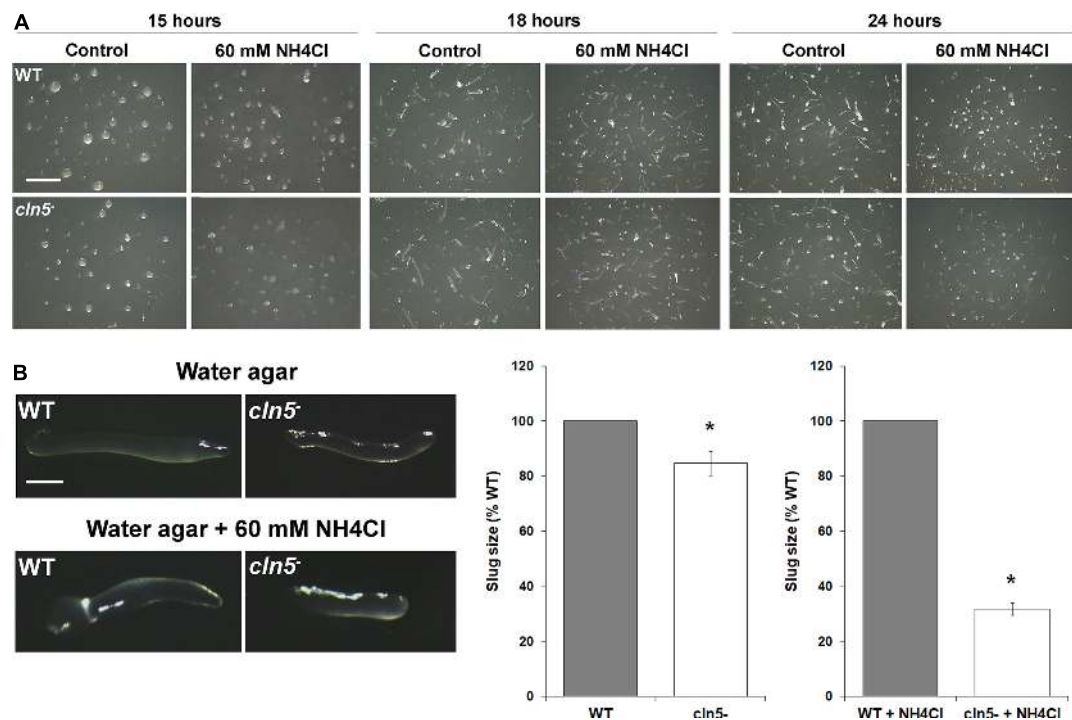 A
15 hours 18 hours 24 hours
Control 60 mM NH4Cl Control 60 mM NH4Cl Control 60 mM NH4Cl
WT
cln5-
B
Water agar
WT cln5-
Water agar + 60 mM NH4Cl
WT cln5-
Slug size (% WT)
120
100
80
60
40
20
0
*
WT cln5-
Slug size (% WT)
120
100
80
60
40
20
0
*
WT + NH4Cl cln5- + NH4Cl